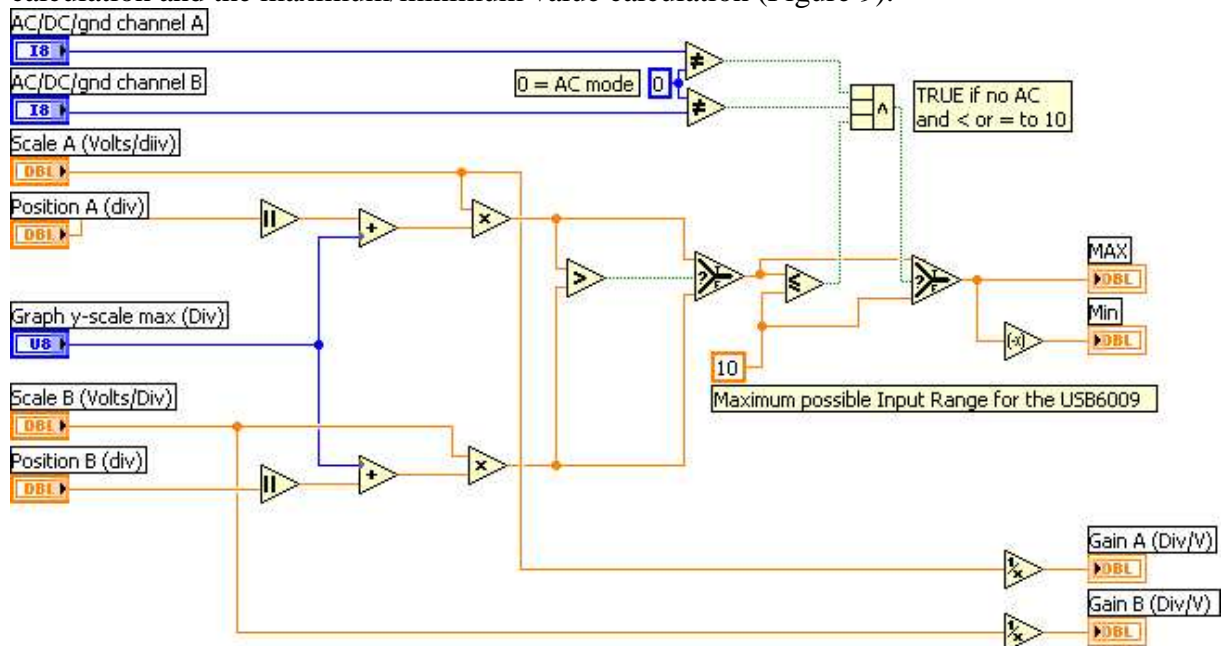 calculation and the maximum/minimum value calculation (Figure 9).
AC/DC/gnd channel A
I8
AC/DC/gnd channel B
I8
0 = AC mode
0
TRUE if no AC
and < or = to 10
Scale A (Volts/diiv)
DBL
Position A (div)
DBL
Graph y-scale max (Div)
U8
Scale B (Volts/Div)
DBL
Position B (div)
DBL
||
+
×
≠
≠
∧
>
?
T
F
≤
?
T
F
10
Maximum possible Input Range for the USB6009
MAX
DBL
Min
DBL
(-x)
||
+
×
1/x
Gain A (Div/V)
DBL
1/x
Gain B (Div/V)
DBL